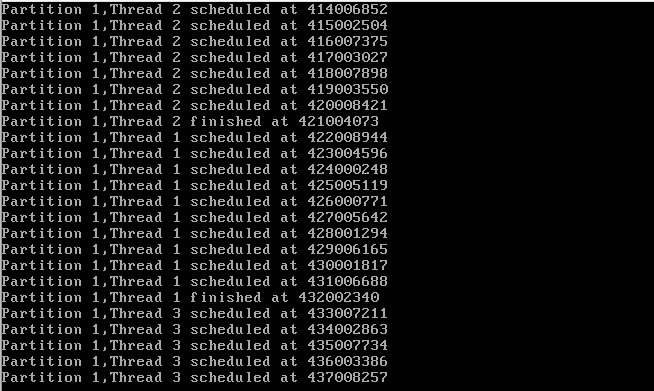 Partition 1,Thread 2 scheduled at 414006852
Partition 1,Thread 2 scheduled at 415002504
Partition 1,Thread 2 scheduled at 416007375
Partition 1,Thread 2 scheduled at 417003027
Partition 1,Thread 2 scheduled at 418007898
Partition 1,Thread 2 scheduled at 419003550
Partition 1,Thread 2 scheduled at 420008421
Partition 1,Thread 2 finished at 421004073
Partition 1,Thread 1 scheduled at 422008944
Partition 1,Thread 1 scheduled at 423004596
Partition 1,Thread 1 scheduled at 424000248
Partition 1,Thread 1 scheduled at 425005119
Partition 1,Thread 1 scheduled at 426000771
Partition 1,Thread 1 scheduled at 427005642
Partition 1,Thread 1 scheduled at 428001294
Partition 1,Thread 1 scheduled at 429006165
Partition 1,Thread 1 scheduled at 430001817
Partition 1,Thread 1 scheduled at 431006688
Partition 1,Thread 1 finished at 432002340
Partition 1,Thread 3 scheduled at 433007211
Partition 1,Thread 3 scheduled at 434002863
Partition 1,Thread 3 scheduled at 435007734
Partition 1,Thread 3 scheduled at 436003386
Partition 1,Thread 3 scheduled at 437008257